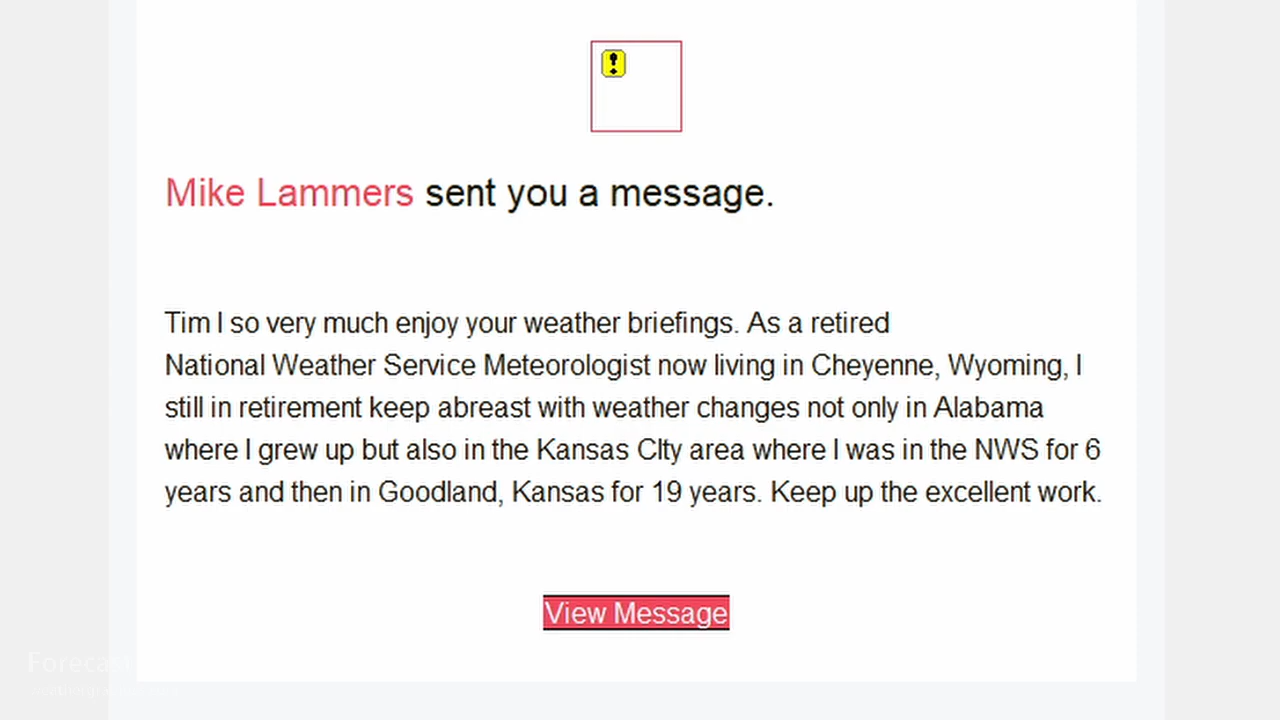 Mike Lammers sent you a message.
Tim I so very much enjoy your weather briefings. As a retired
National Weather Service Meteorologist now living in Cheyenne, Wyoming, I
still in retirement keep abreast with weather changes not only in Alabama
where I grew up but also in the Kansas CIty area where I was in the NWS for 6
years and then in Goodland, Kansas for 19 years. Keep up the excellent work.
View Message